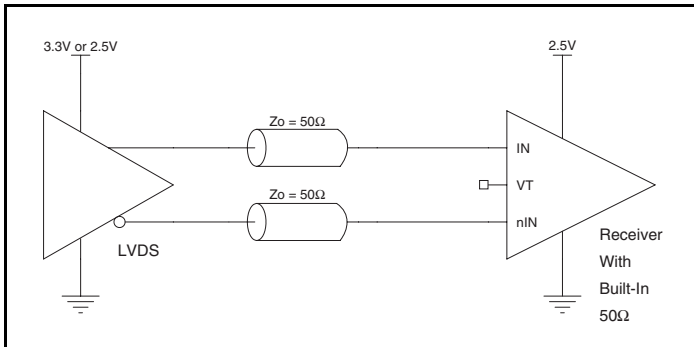 3.3V or 2.5V
2.5V
Zo = 50Ω
IN
VT
Zo = 50Ω
nIN
LVDS
Receiver
With
Built-In
50Ω